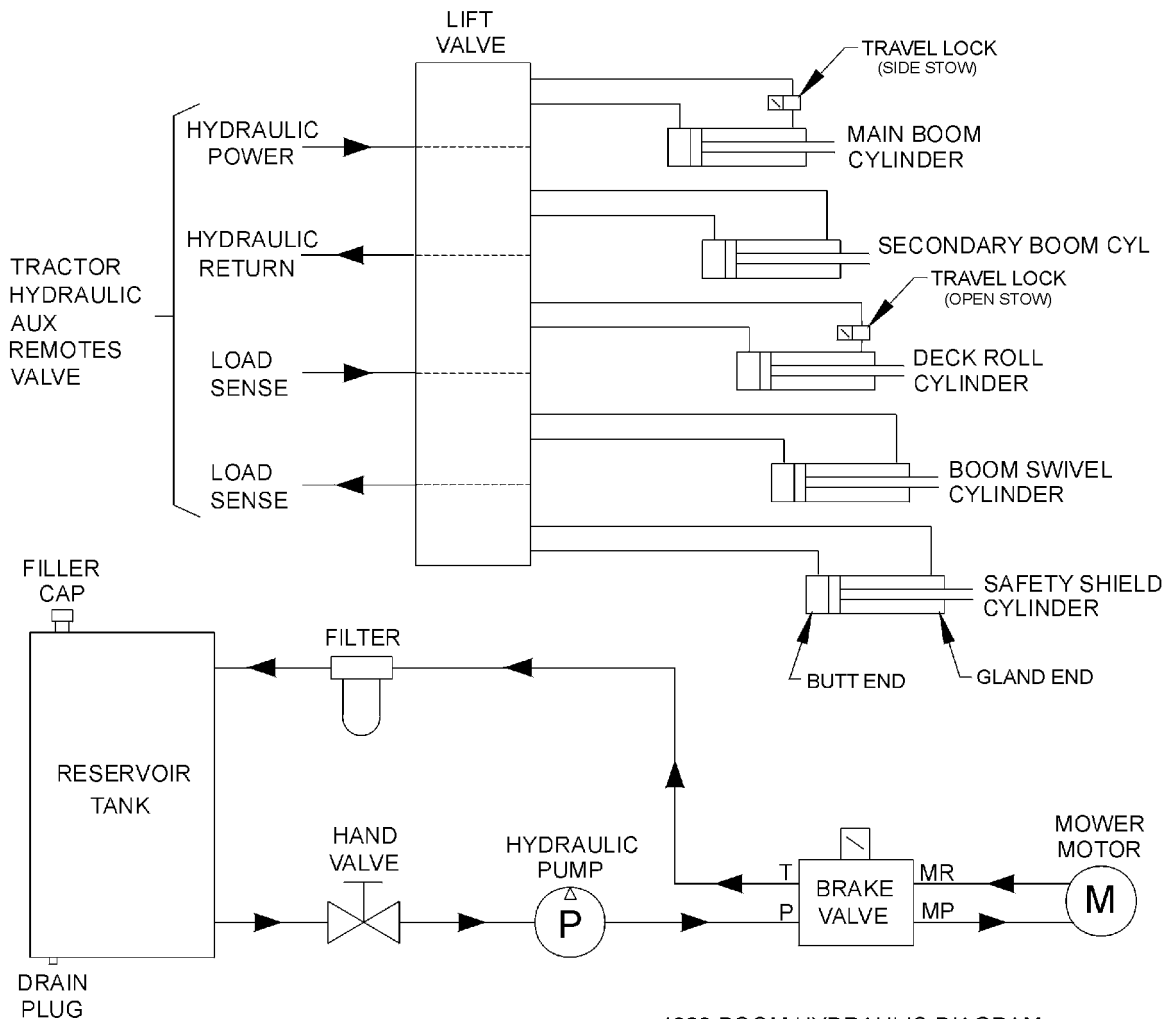 LIFT
VALVE
TRAVEL LOCK
(SIDE STOW)
HYDRAULIC
POWER
MAIN BOOM
CYLINDER
HYDRAULIC
RETURN
SECONDARY BOOM CYL
TRACTOR
HYDRAULIC
AUX
REMOTES
VALVE
TRAVEL LOCK
(OPEN STOW)
LOAD
SENSE
DECK ROLL
CYLINDER
LOAD
SENSE
BOOM SWIVEL
CYLINDER
SAFETY SHIELD
CYLINDER
BUTT END
GLAND END
FILLER
CAP
FILTER
RESERVOIR
TANK
HAND
VALVE
HYDRAULIC
PUMP
P
T
P
BRAKE
VALVE
MR
MP
MOWER
MOTOR
M
DRAIN
PLUG
BOOM HYDRAULIC DIAGRAM